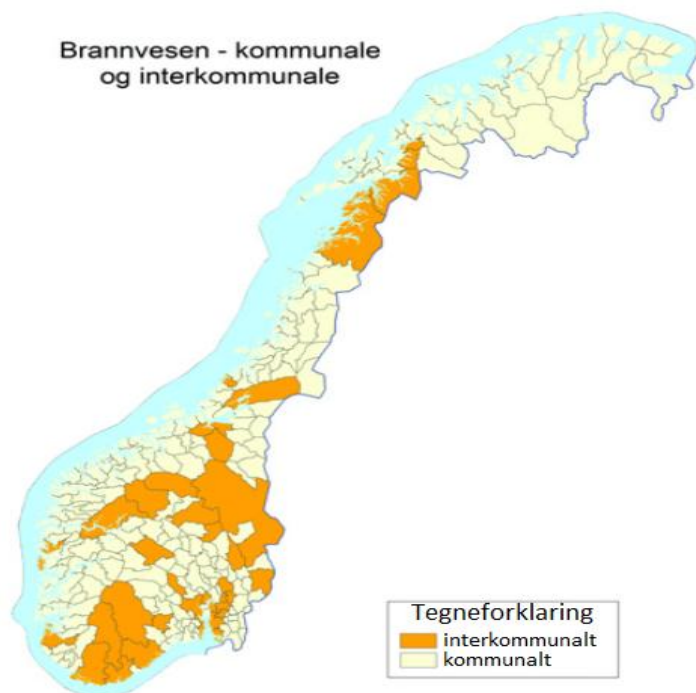 Brannvesen - kommunale
og interkommunale
Tegneforklaring
interkommunalt
kommunalt